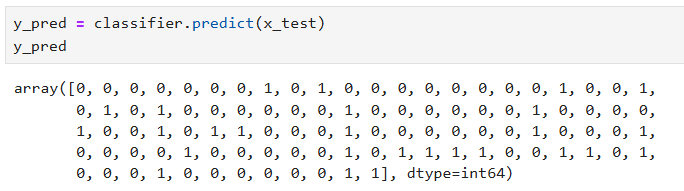 y_pred = classifier.predict(x_test)
y_pred
array([0, 0, 0, 0, 0, 0, 0, 1, 0, 1, 0, 0, 0, 0, 0, 0, 0, 0, 1, 0, 0, 1,
0, 1, 0, 1, 0, 0, 0, 0, 0, 0, 1, 0, 0, 0, 0, 0, 0, 1, 0, 0, 0, 0,
1, 0, 0, 1, 0, 1, 1, 0, 0, 0, 1, 0, 0, 0, 0, 0, 0, 1, 0, 0, 0, 1,
0, 0, 0, 0, 1, 0, 0, 0, 0, 0, 1, 0, 1, 1, 1, 1, 0, 0, 1, 1, 0, 1,
0, 0, 0, 1, 0, 0, 0, 0, 0, 0, 1, 1], dtype=int64)